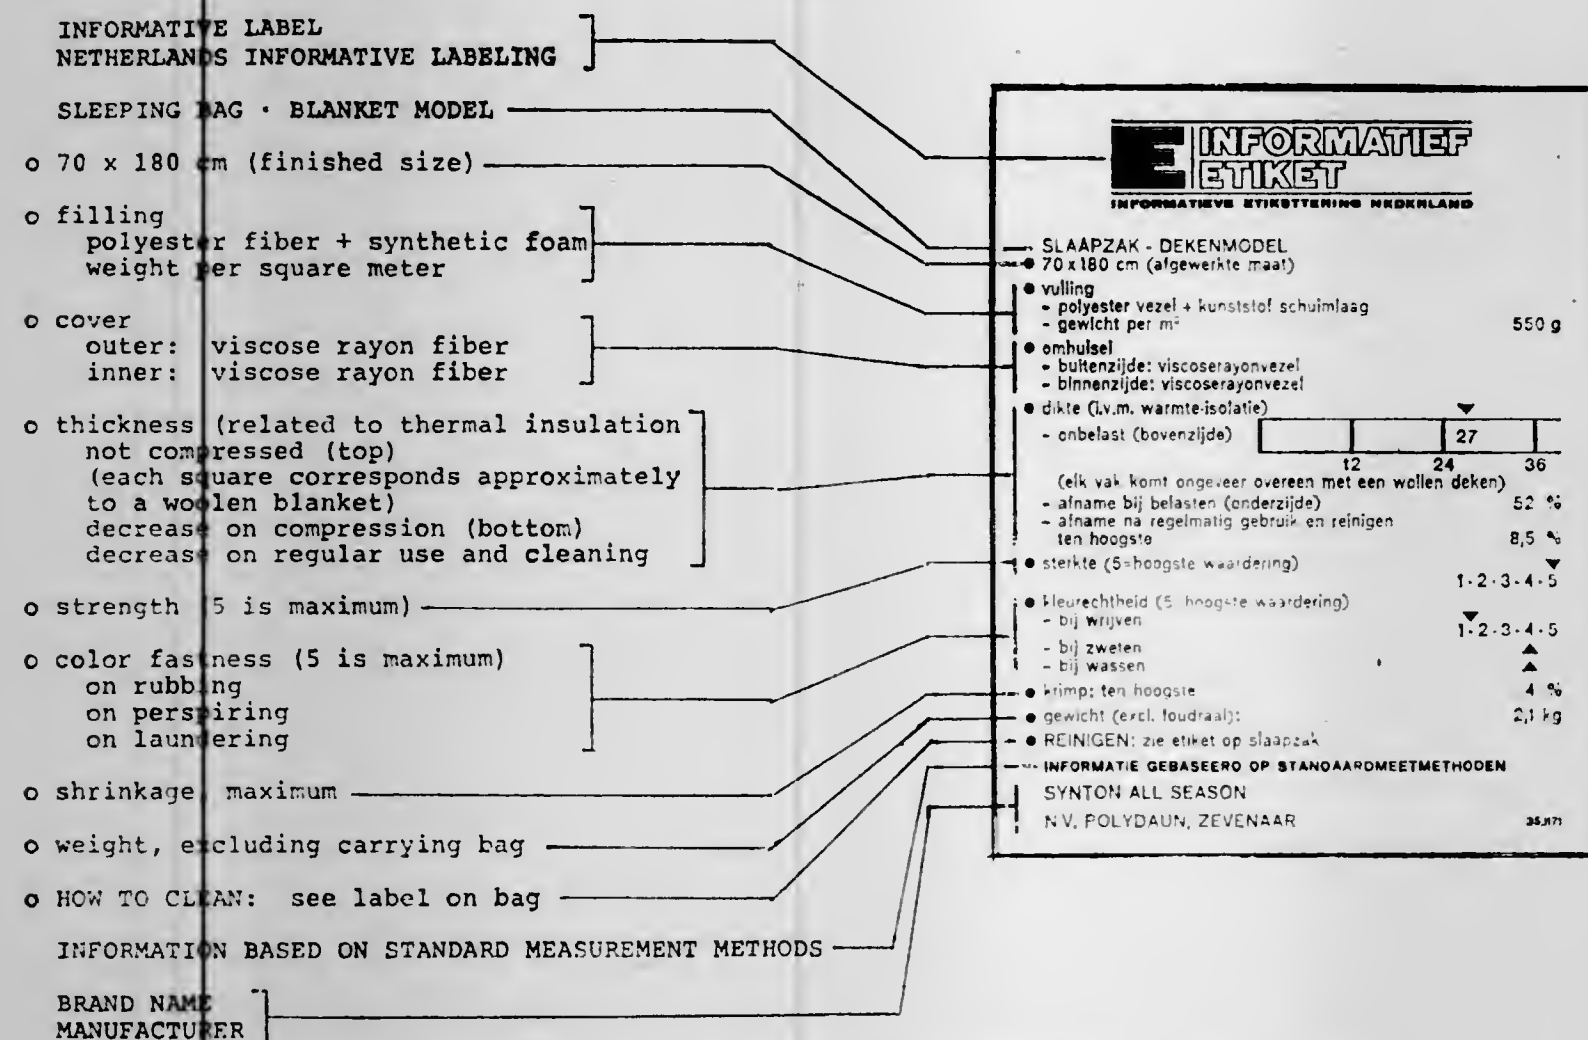 INFORMATIVE LABEL
NETHERLANDS INFORMATIVE LABELING
SLEEPING BAG · BLANKET MODEL
o 70 x 180 cm (finished size)
o filling
polyester fiber + synthetic foam
weight per square meter
o cover
outer: viscose rayon fiber
inner: viscose rayon fiber
o thickness (related to thermal insulation
not compressed (top)
(each square corresponds approximately
to a woolen blanket)
decrease on compression (bottom)
decrease on regular use and cleaning
o strength (5 is maximum)
o color fastness (5 is maximum)
on rubbing
on perspiring
on laundering
o shrinkage, maximum
o weight, excluding carrying bag
o HOW TO CLEAN: see label on bag
INFORMATION BASED ON STANDARD MEASUREMENT METHODS
BRAND NAME
MANUFACTURER
E INFORMATIEF
ETIKET
INFORMATIEVE ETIKETTERING NEDERLAND
SLAAPZAK - DEKENMODEL
● 70x180 cm (afgewerkte maat)
● vulling
- polyester vezel + kunststof schuimlaag
- gewicht per m² 550 g
● omhulsel
- buitenzijde: viscoserayonvezel
- binnenzijde: viscoserayonvezel
● dikte (i.v.m. warmte-isolatie)
- onbelast (bovenzijde) 27
12 24 36
(elk vak komt ongeveer overeen met een wollen deken)
- afname bij belasten (onderzijde) 52 %
- afname na regelmatig gebruik en reinigen
ten hoogste 8,5 %
● sterkte (5=hoogste waardering)
1-2-3-4-5
● kleurechtheid (5 hoogste waardering)
- bij wrijven 1-2-3-4-5
- bij zweten
- bij wassen
● krimp: ten hoogste 4 %
● gewicht (excl. foudraal): 2,1 kg
● REINIGEN: zie etiket op slaapzak
INFORMATIE GEBASEERD OP STANDAARDMEETMETHODEN
SYNTON ALL SEASON
N.V. POLYDAUN, ZEVENAAR